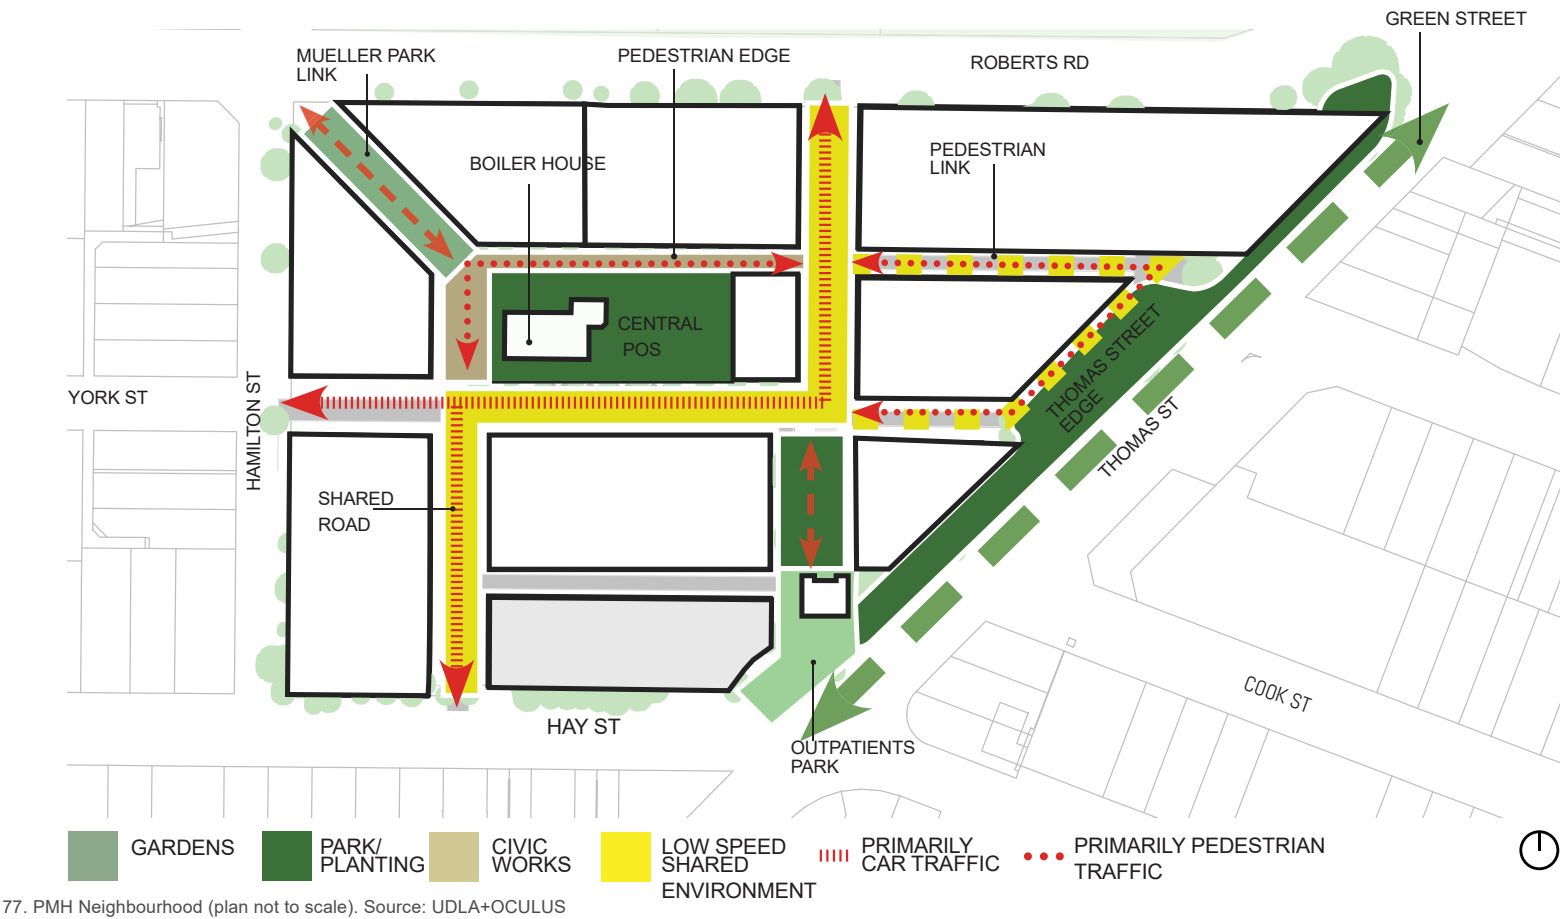 GREEN STREET
MUELLER PARK
LINK
PEDESTRIAN EDGE
ROBERTS RD
BOILER HOUSE
PEDESTRIAN
LINK
CENTRAL
POS
THOMAS STREET
EDGE
YORK ST
HAMILTON ST
THOMAS ST
SHARED
ROAD
COOK ST
HAY ST
OUTPATIENTS
PARK
GARDENS
PARK/
PLANTING
CIVIC
WORKS
LOW SPEED
SHARED
ENVIRONMENT
PRIMARILY
CAR TRAFFIC
PRIMARILY PEDESTRIAN
TRAFFIC
77. PMH Neighbourhood (plan not to scale). Source: UDLA+OCULUS